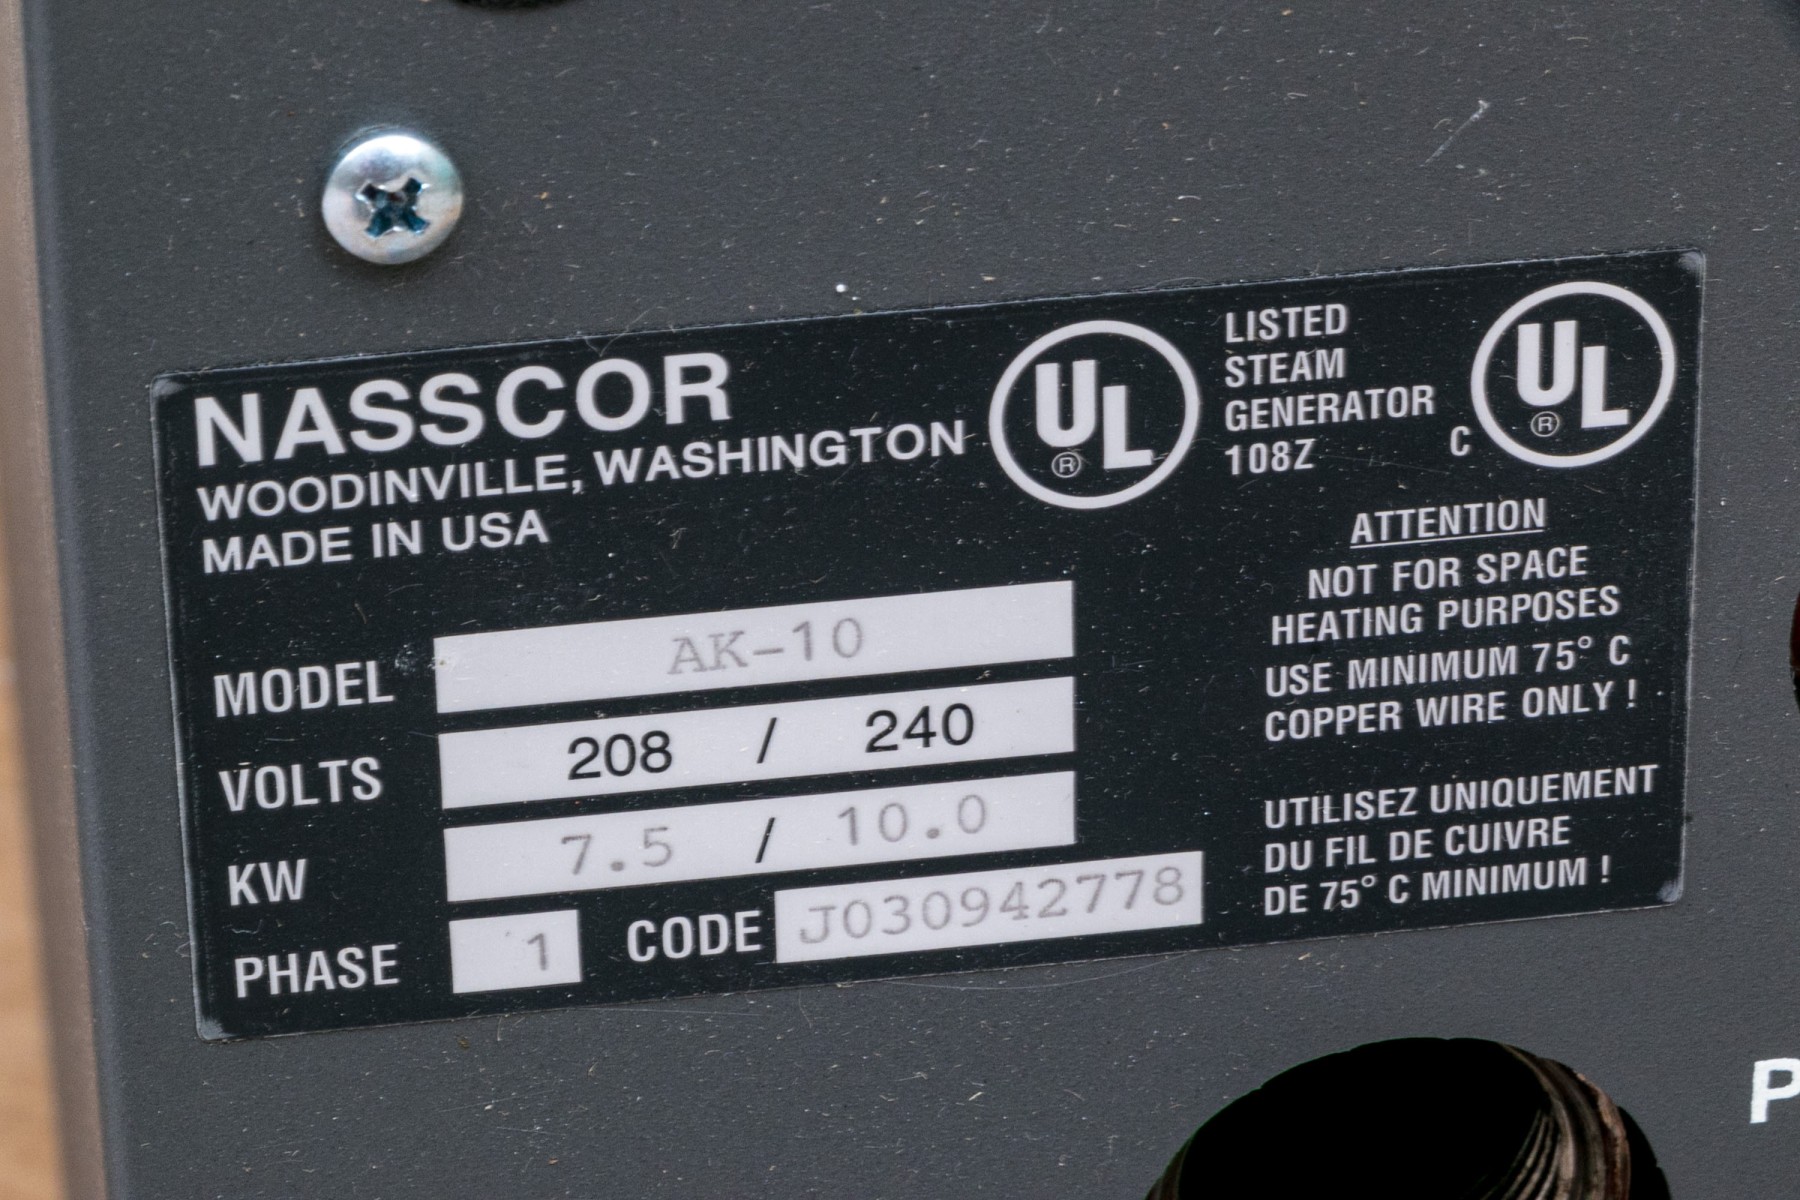 NASSCOR
WOODINVILLE, WASHINGTON
MADE IN USA
UL ®
LISTED
STEAM
GENERATOR
108Z
C UL ®
MODEL AK-10
VOLTS 208 / 240
KW 7.5 / 10.0
PHASE 1 CODE J030942778
ATTENTION
NOT FOR SPACE
HEATING PURPOSES
USE MINIMUM 75° C
COPPER WIRE ONLY !
UTILISEZ UNIQUEMENT
DU FIL DE CUIVRE
DE 75° C MINIMUM !
P